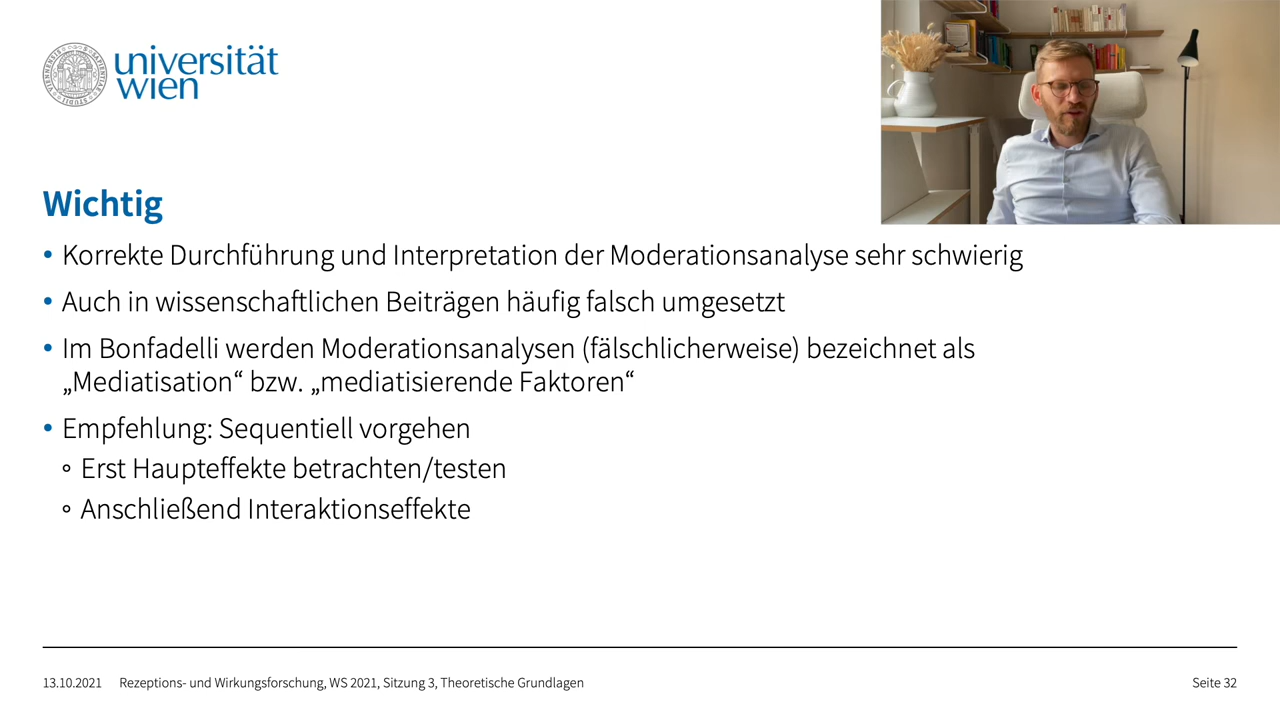 universität
wien
Wichtig
• Korrekte Durchführung und Interpretation der Moderationsanalyse sehr schwierig
• Auch in wissenschaftlichen Beiträgen häufig falsch umgesetzt
• Im Bonfadelli werden Moderationsanalysen (fälschlicherweise) bezeichnet als
„Mediatisation“ bzw. „mediatisierende Faktoren“
• Empfehlung: Sequentiell vorgehen
∘ Erst Haupteffekte betrachten/testen
∘ Anschließend Interaktionseffekte
13.10.2021 Rezeptions- und Wirkungsforschung, WS 2021, Sitzung 3, Theoretische Grundlagen Seite 32